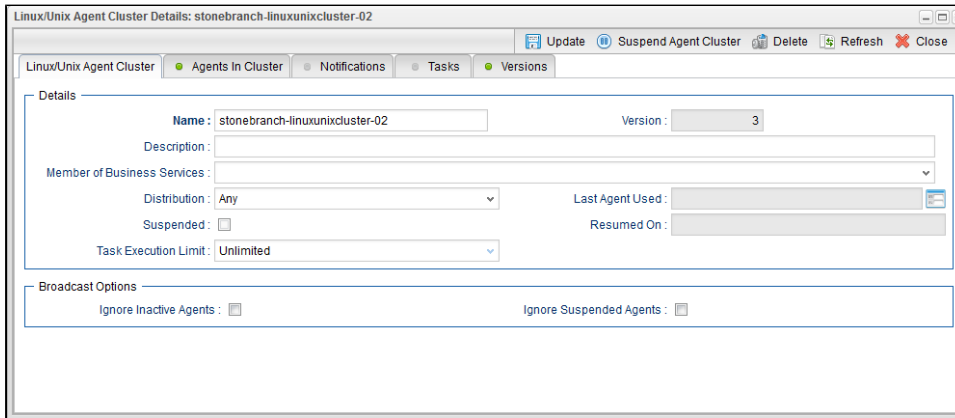 Linux/Unix Agent Cluster Details: stonebranch-linuxunixcluster-02
Update Suspend Agent Cluster Delete Refresh Close
Linux/Unix Agent Cluster Agents In Cluster Notifications Tasks Versions
Details
Name : stonebranch-linuxunixcluster-02 Version : 3
Description :
Member of Business Services :
Distribution : Any Last Agent Used :
Suspended : Resumed On :
Task Execution Limit : Unlimited
Broadcast Options
Ignore Inactive Agents : Ignore Suspended Agents :